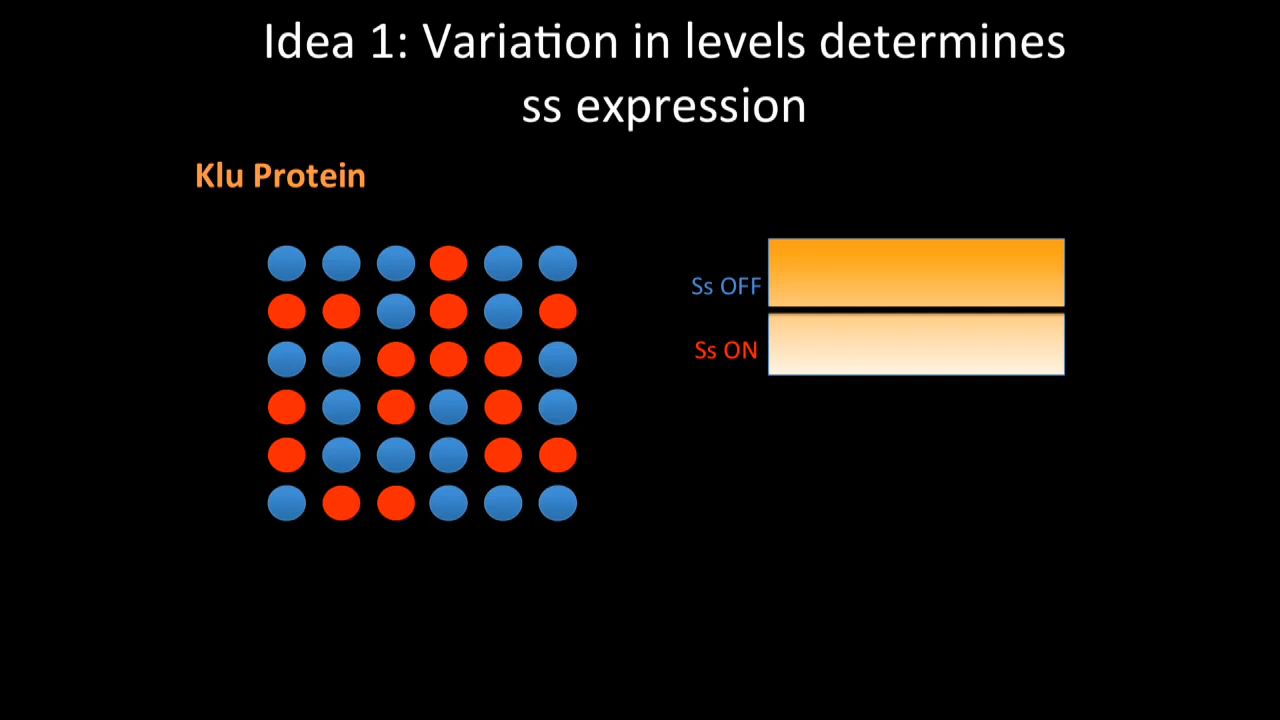 Idea 1: Variation in levels determines
ss expression
Klu Protein
Ss OFF
Ss ON